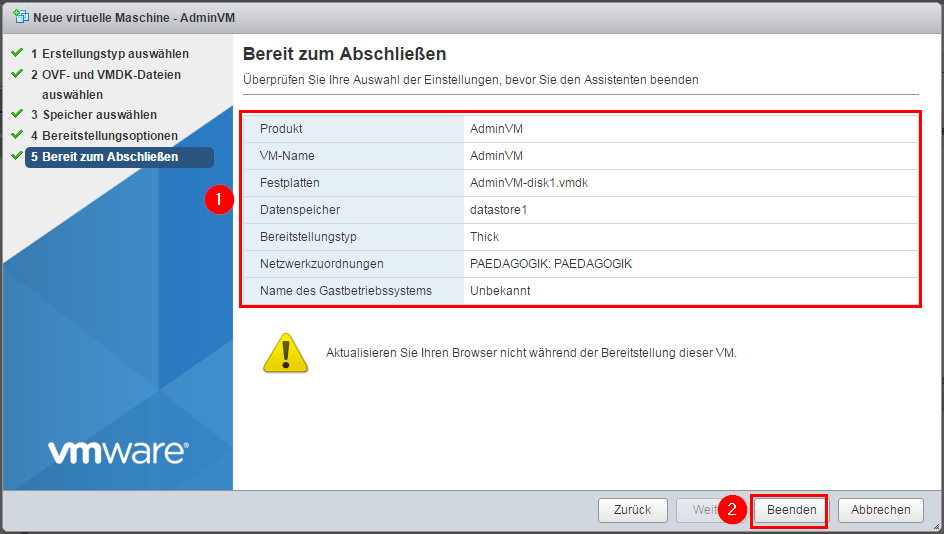 Neue virtuelle Maschine - AdminVM
1 Erstellungstyp auswählen
2 OVF- und VMDK-Dateien
auswählen
3 Speicher auswählen
4 Bereitstellungsoptionen
5 Bereit zum Abschließen
vmware®
Bereit zum Abschließen
Überprüfen Sie Ihre Auswahl der Einstellungen, bevor Sie den Assistenten beenden
1
Produkt AdminVM
VM-Name AdminVM
Festplatten AdminVM-disk1.vmdk
Datenspeicher datastore1
Bereitstellungstyp Thick
Netzwerkzuordnungen PAEDAGOGIK: PAEDAGOGIK
Name des Gastbetriebssystems Unbekannt
Aktualisieren Sie Ihren Browser nicht während der Bereitstellung dieser VM.
Zurück 2 Beenden Abbrechen